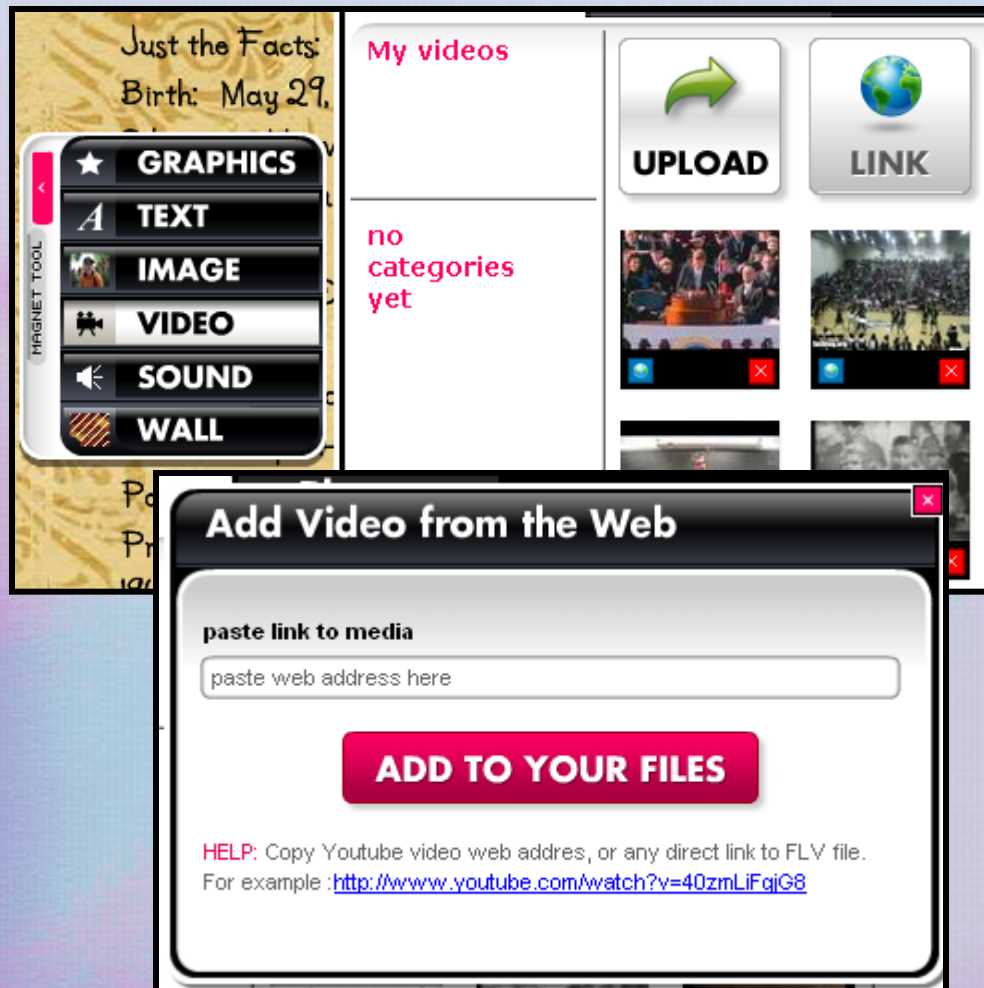 Just the Facts:
Birth: May 29,
MAGNET TOOL
GRAPHICS
TEXT
IMAGE
VIDEO
SOUND
WALL
My videos
no
categories
yet
UPLOAD
LINK
Add Video from the Web
paste link to media
paste web address here
ADD TO YOUR FILES
HELP: Copy Youtube video web addres, or any direct link to FLV file.
For example :http://www.youtube.com/watch?v=40zmLiFqjG8